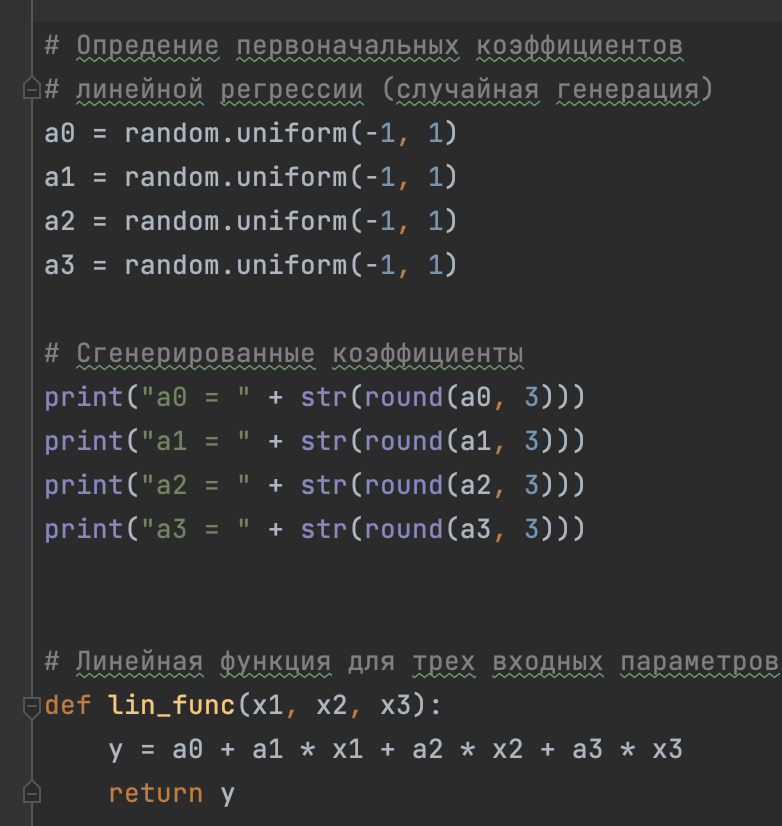 # Опредение первоначальных коэффициентов
# линейной регрессии (случайная генерация)
a0 = random.uniform(-1, 1)
a1 = random.uniform(-1, 1)
a2 = random.uniform(-1, 1)
a3 = random.uniform(-1, 1)
# Сгенерированные коэффициенты
print("a0 = " + str(round(a0, 3)))
print("a1 = " + str(round(a1, 3)))
print("a2 = " + str(round(a2, 3)))
print("a3 = " + str(round(a3, 3)))
# Линейная функция для трех входных параметров
def lin_func(x1, x2, x3):
    y = a0 + a1 * x1 + a2 * x2 + a3 * x3
    return y